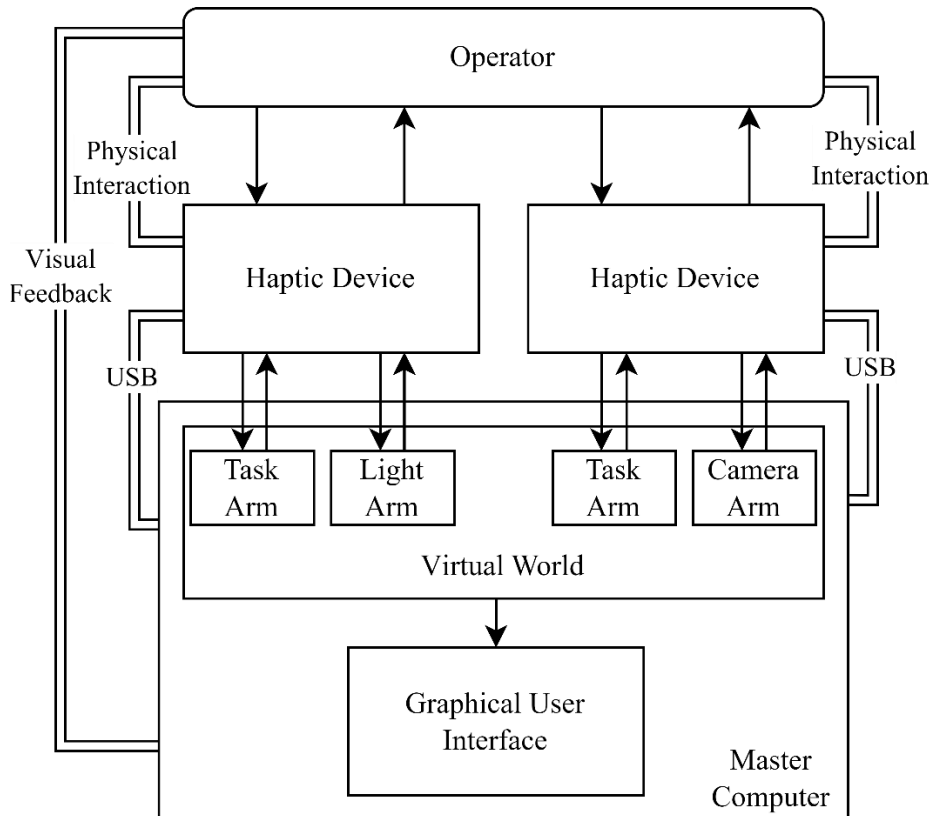 Operator
Physical
Interaction
Physical
Interaction
Haptic Device
Haptic Device
Visual
Feedback
USB
USB
Task
Arm
Light
Arm
Task
Arm
Camera
Arm
Virtual World
Graphical User
Interface
Master
Computer